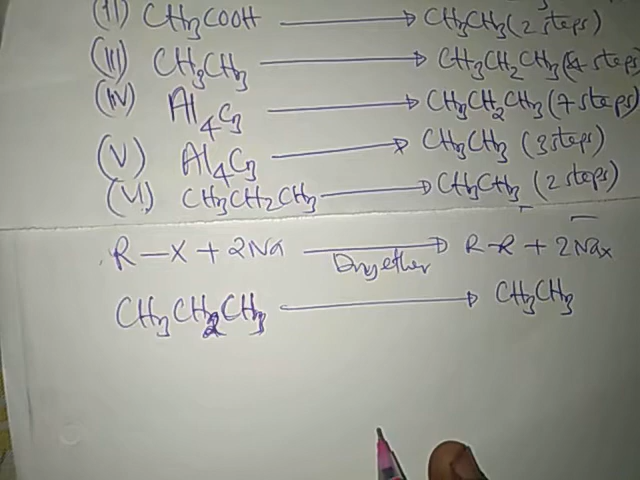 (II) CH3COOH → CH3CH3 (2 steps)
(III) CH3CH3 → CH3CH2CH3 (4 steps)
(IV) Al4C3 → CH3CH2CH3 (7 steps)
(V) Al4C3 → CH3CH3 (3 steps)
(VI) CH3CH2CH3 → CH3CH3 (2 steps)
R—X + 2Na → R-R + 2Nax
Dry ether
CH3CH2CH3 → CH3CH3